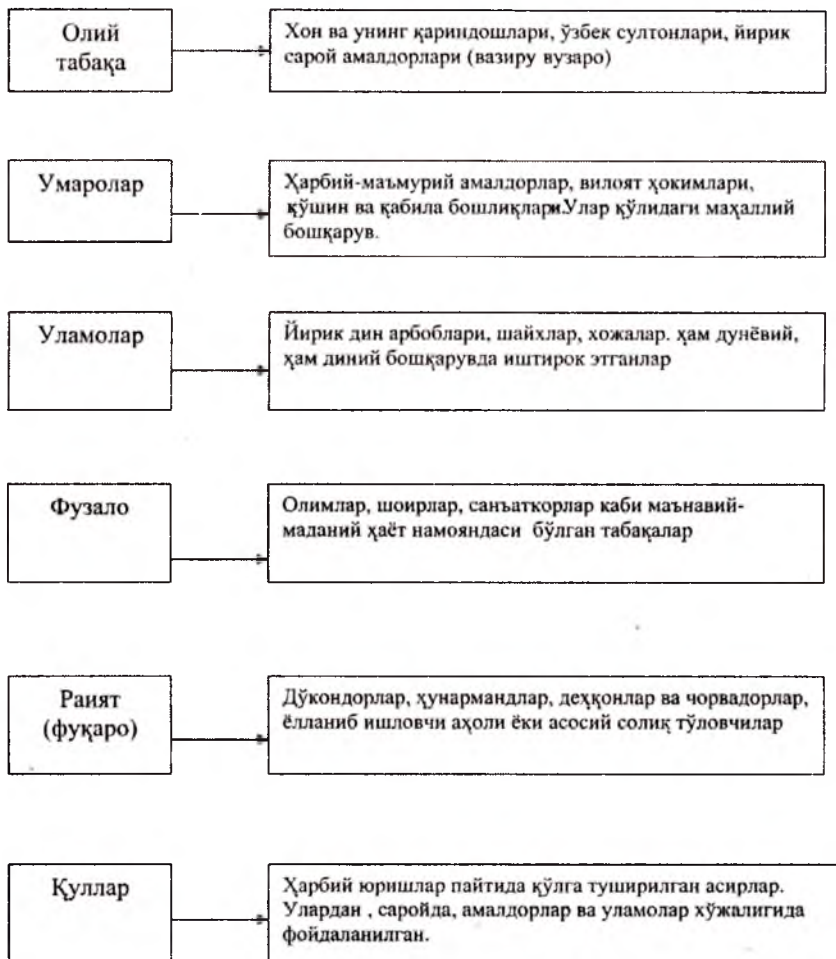 Олий
табақа
Хон ва унинг қариндошлари, ўзбек султонлари, йирик
сарой амалдорлари (вазиру вузаро)
Умаролар
Ҳарбий-маъмурий амалдорлар, вилоят ҳокимлари,
қўшин ва қабила бошлиқлари.Улар қўлидаги маҳаллий
бошқарув.
Уламолар
Йирик дин арбоблари, шайхлар, хожалар. ҳам дунёвий,
ҳам диний бошқарувда иштирок этганлар
Фузало
Олимлар, шоирлар, санъаткорлар каби маънавий-
маданий ҳаёт намояндаси бўлган табақалар
Раият
(фуқаро)
Дўкондорлар, ҳунармандлар, деҳқонлар ва чорвадорлар,
ёлланиб ишловчи аҳоли ёки асосий солиқ тўловчилар
Қуллар
Ҳарбий юришлар пайтида қўлга туширилган асирлар.
Улардан , саройда, амалдорлар ва уламолар хўжалигида
фойдаланилган.